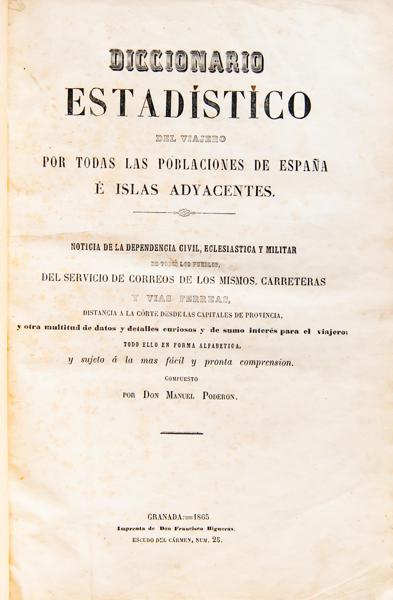 DICCIONARIO
ESTADÍSTÍCO
DEL VIAJERO
POR TODAS LAS POBLACIONES DE ESPAÑA
É ISLAS ADYACENTES.
NOTICIA DE LA DEPENDENCIA CIVIL, ECLESIASTICA Y MILITAR
DE TODOS LOS PUEBLOS,
DEL SERVICIO DE CORREOS DE LOS MISMOS, CARRETERAS
Y VIAS FERREAS,
DISTANCIA A LA CÓRTE DESDE LAS CAPITALES DE PROVINCIA,
y otra multitud de datos y detalles curiosos y de sumo interés para el viajero:
TODO ELLO EN FORMA ALFABETICA,
y sujeto á la mas fácil y pronta comprension.
COMPUESTO
POR DON MANUEL PODERON.
GRANADA:—1865
Imprenta de Don Francisco Higueras.
ESCUDO DEL CÁRMEN, NUM. 25.